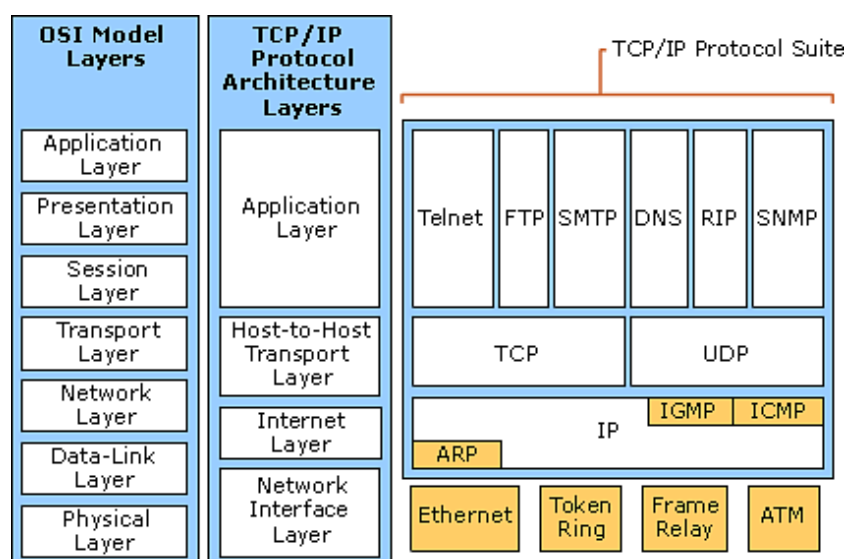 OSI Model
Layers
Application
Layer
Presentation
Layer
Session
Layer
Transport
Layer
Network
Layer
Data-Link
Layer
Physical
Layer
TCP/IP
Protocol
Architecture
Layers
Application
Layer
Host-to-Host
Transport
Layer
Internet
Layer
Network
Interface
Layer
TCP/IP Protocol Suite
Telnet
FTP
SMTP
DNS
RIP
SNMP
TCP
UDP
IP
IGMP
ICMP
ARP
Ethernet
Token
Ring
Frame
Relay
ATM